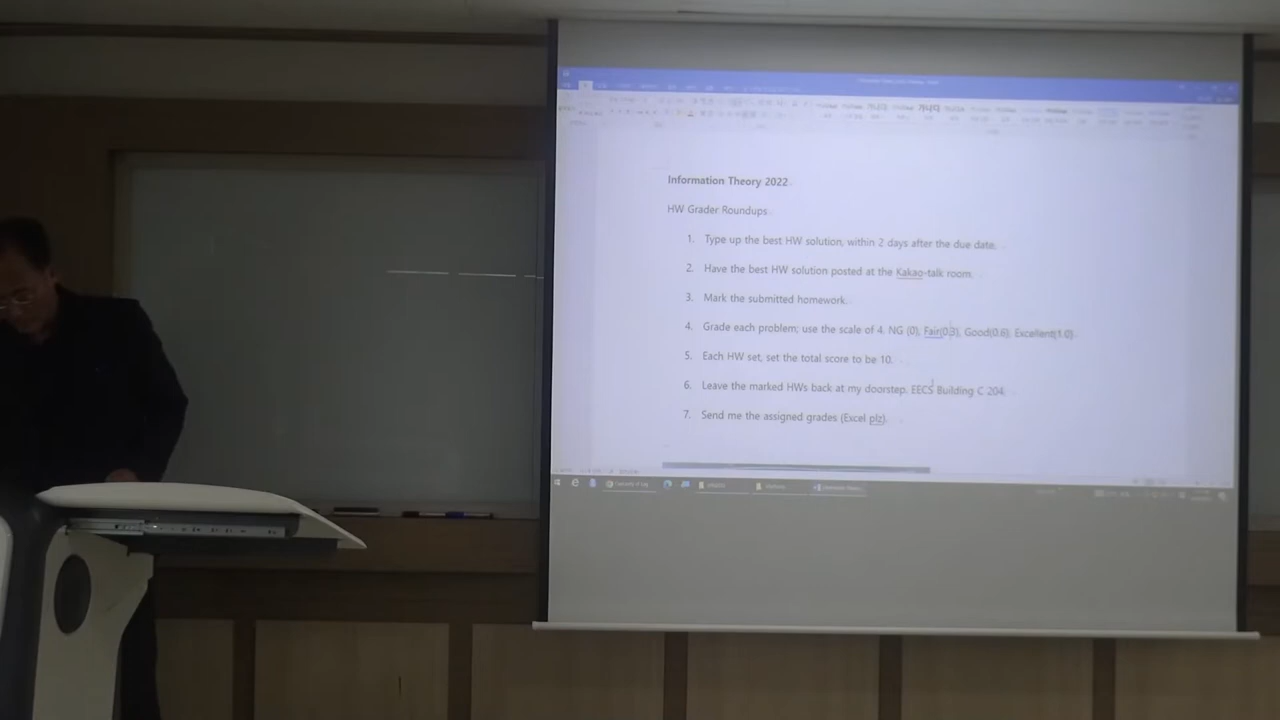 Information Theory 2022
HW Grader Roundups
1. Type up the best HW solution, within 2 days after the due date.
2. Have the best HW solution posted at the Kakao-talk room.
3. Mark the submitted homework.
4. Grade each problem; use the scale of 4. NG (0), Fair(0.3), Good(0.6), Excellent(1.0)
5. Each HW set, set the total score to be 10.
6. Leave the marked HWs back at my doorstep. EECS Building C 204.
7. Send me the assigned grades (Excel plz).